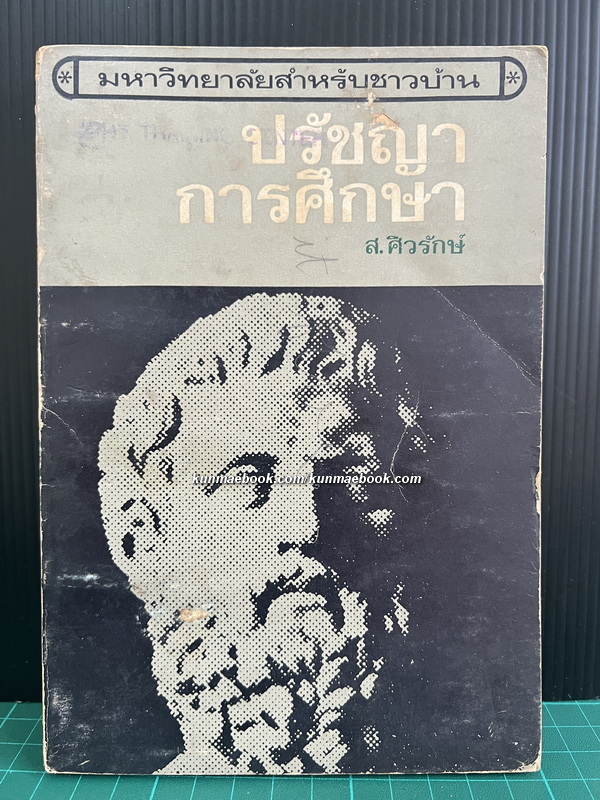 * มหาวิทยาลัยสำหรับชาวบ้าน *
ปรัชญา
การศึกษา
ส.ศิวรักษ์
kunmaebook.com/kunmaebook.com